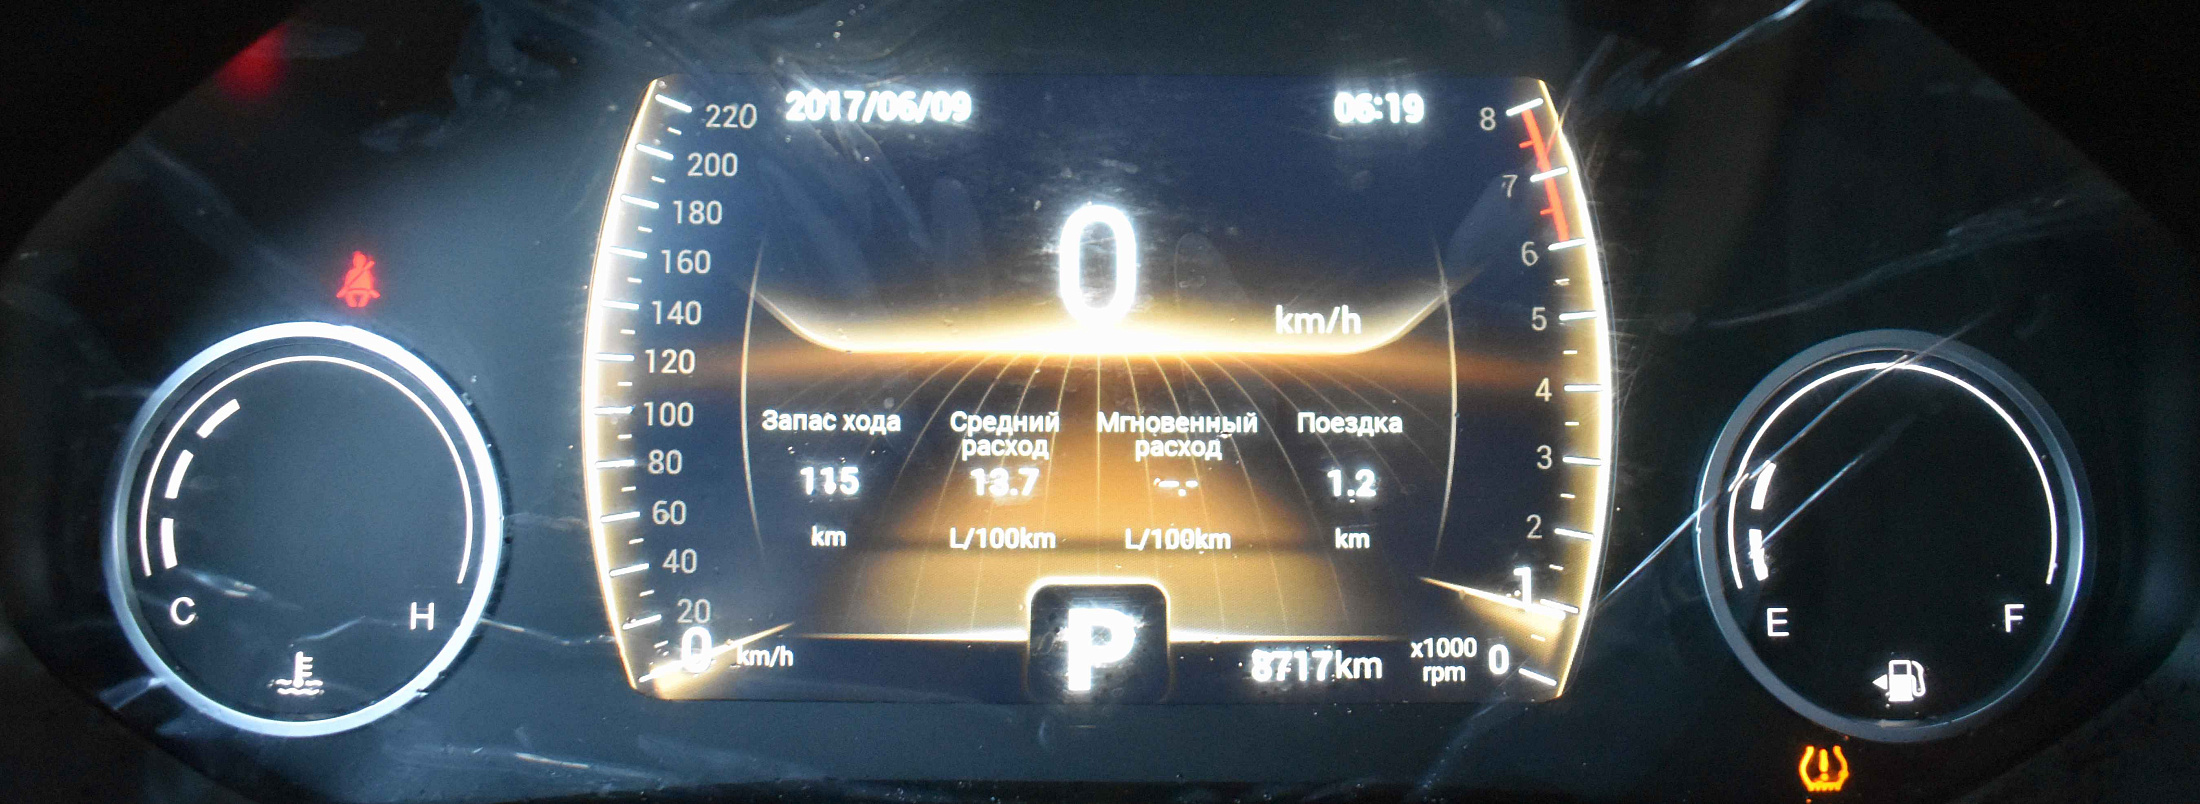 2017/06/09 06:19
220
200
180
160
140
120
100
80
60
40
20
0 km/h
0
km/h
Запас хода
115
km
Средний
расход
13.7
L/100km
Мгновенный
расход
--.-
L/100km
Поездка
1.2
km
P
8717km
8
7
6
5
4
3
2
1
0
x1000
rpm
C H
E F